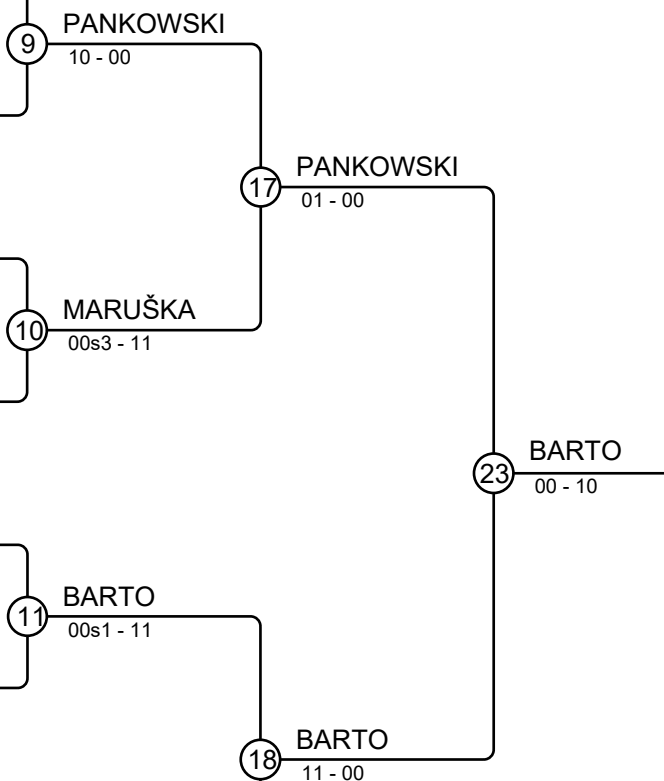 9
PANKOWSKI
10 - 00
PANKOWSKI
17
01 - 00
MARUŠKA
10
00s3 - 11
BARTO
23
00 - 10
BARTO
11
00s1 - 11
BARTO
18
11 - 00